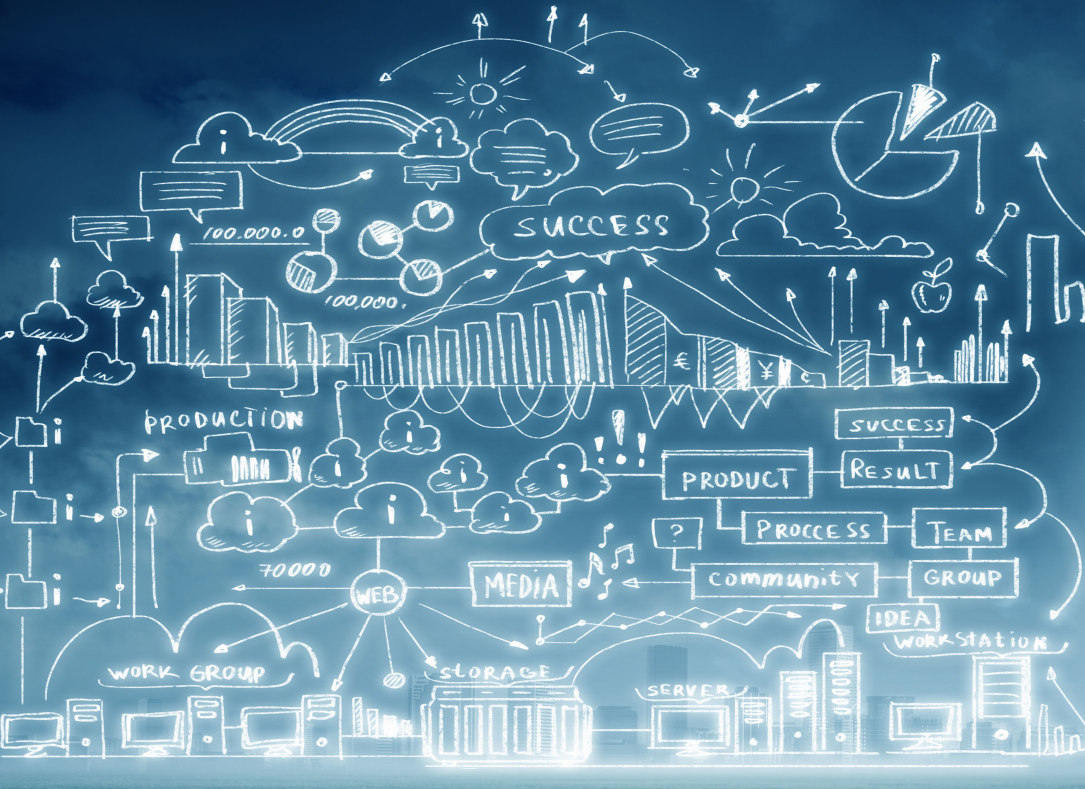 i
i
SUCCESS
100.000.0
100,000.
€
¥
¢
PRODUCTION
i
i
i
i
i
i
i
i
! ! !
SUCCESS
PRODUCT
RESULT
i
i
PROCCESS
TEAM
?
70000
WEB
MEDIA
COMMUNITY
GROUP
i
IDEA
WORKSTATION
WORK GROUP
STORAGE
SERVER